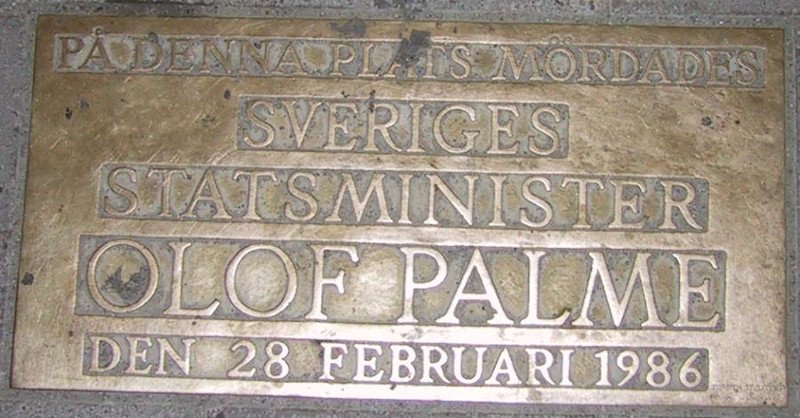 PÅ DENNA PLATS MÖRDADES
SVERIGES
STATSMINISTER
OLOF PALME
DEN 28 FEBRUARI 1986